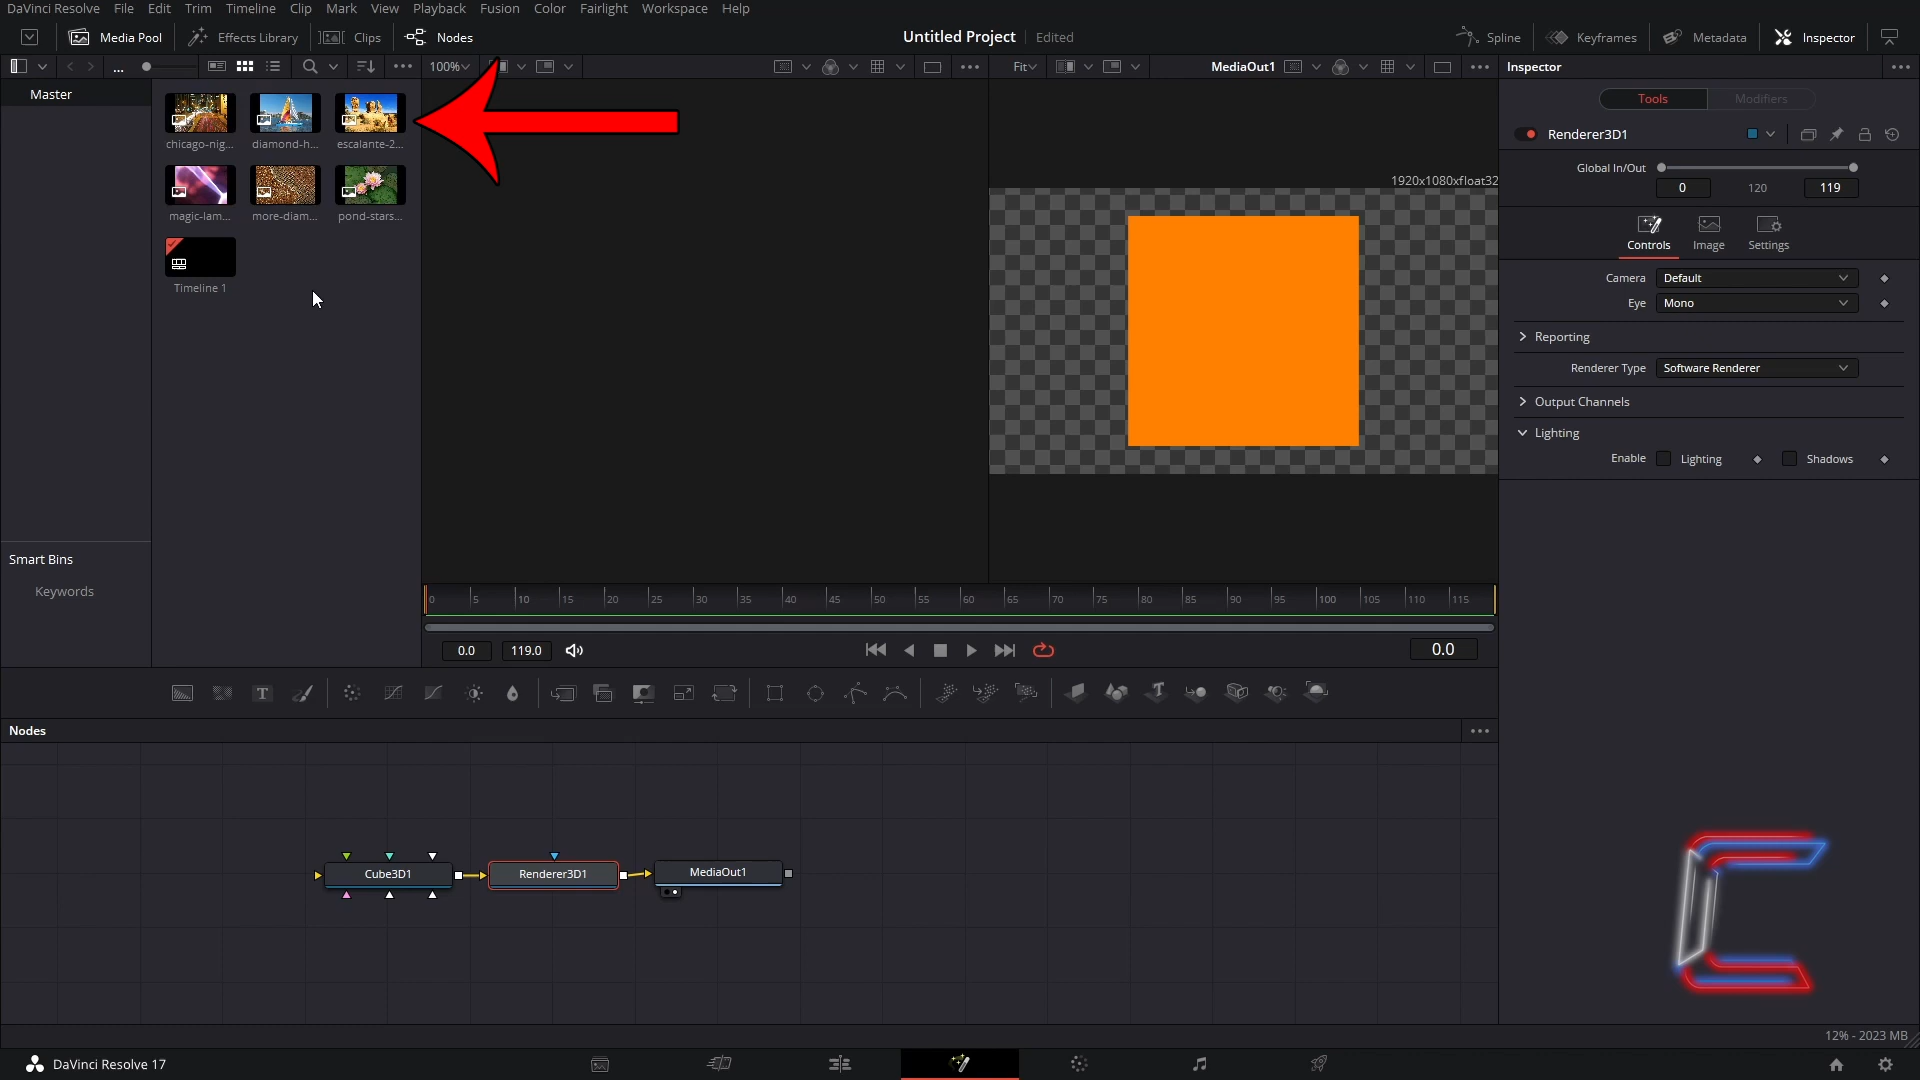 DaVinci Resolve File Edit Trim Timeline Clip Mark View Playback Fusion Color Fairlight Workspace Help
Media Pool Effects Library Clips Nodes Untitled Project Edited Spline Keyframes Metadata Inspector
... 100% Fit MediaOut1 Inspector
Master
Tools Modifiers
chicago-nig... diamond-h... escalante-2...
Renderer3D1
Global In/Out
0 120 119
1920x1080xfloat32
magic-lam... more-diam... pond-stars...
Controls Image Settings
Timeline 1
Camera Default
Eye Mono
Reporting
Renderer Type Software Renderer
Output Channels
Lighting
Enable Lighting Shadows
Smart Bins
Keywords
0 5 10 15 20 25 30 35 40 45 50 55 60 65 70 75 80 85 90 95 100 105 110 115
0.0 119.0 0.0
Nodes
Cube3D1 Renderer3D1 MediaOut1
12% - 2023 MB
DaVinci Resolve 17